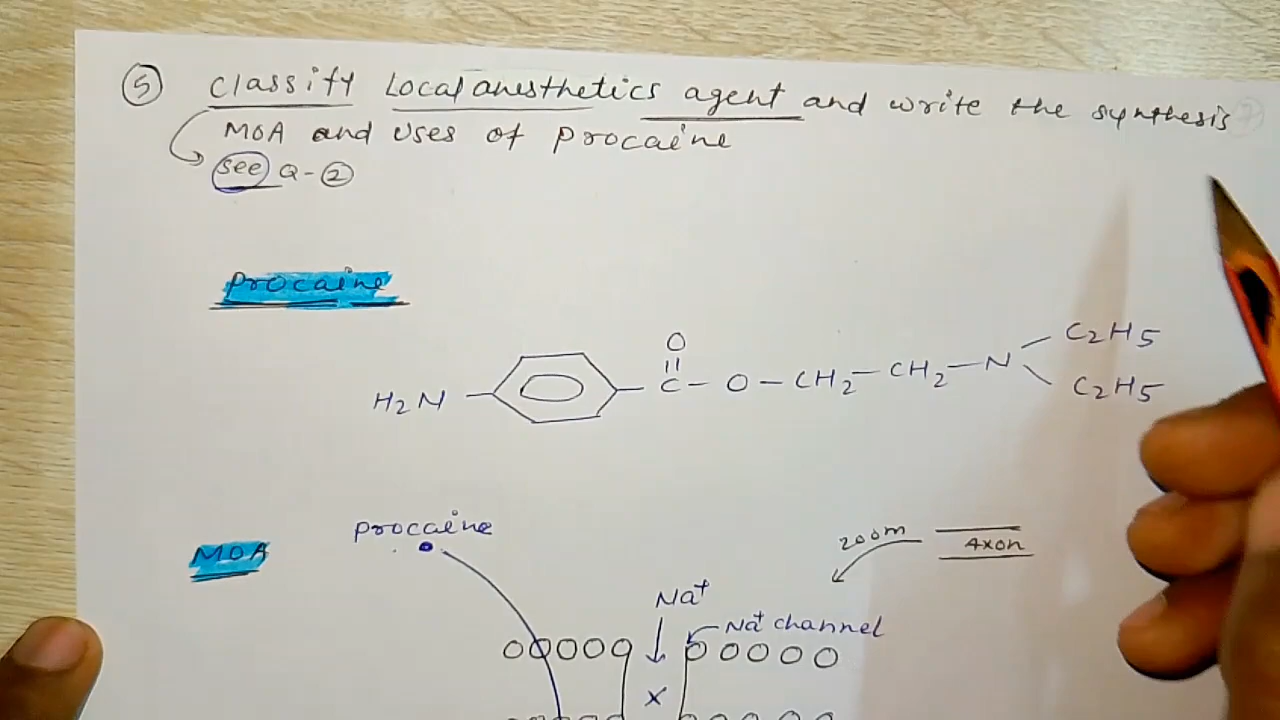 ⑤ Classify Local anesthetics agent and write the synthesis
MOA and uses of Procaine
See Q-②
Procaine
H2N
O
C - O - CH2 - CH2 - N
C2H5
C2H5
MOA
procaine
zoom
Axon
Na+
Na+ channel
x